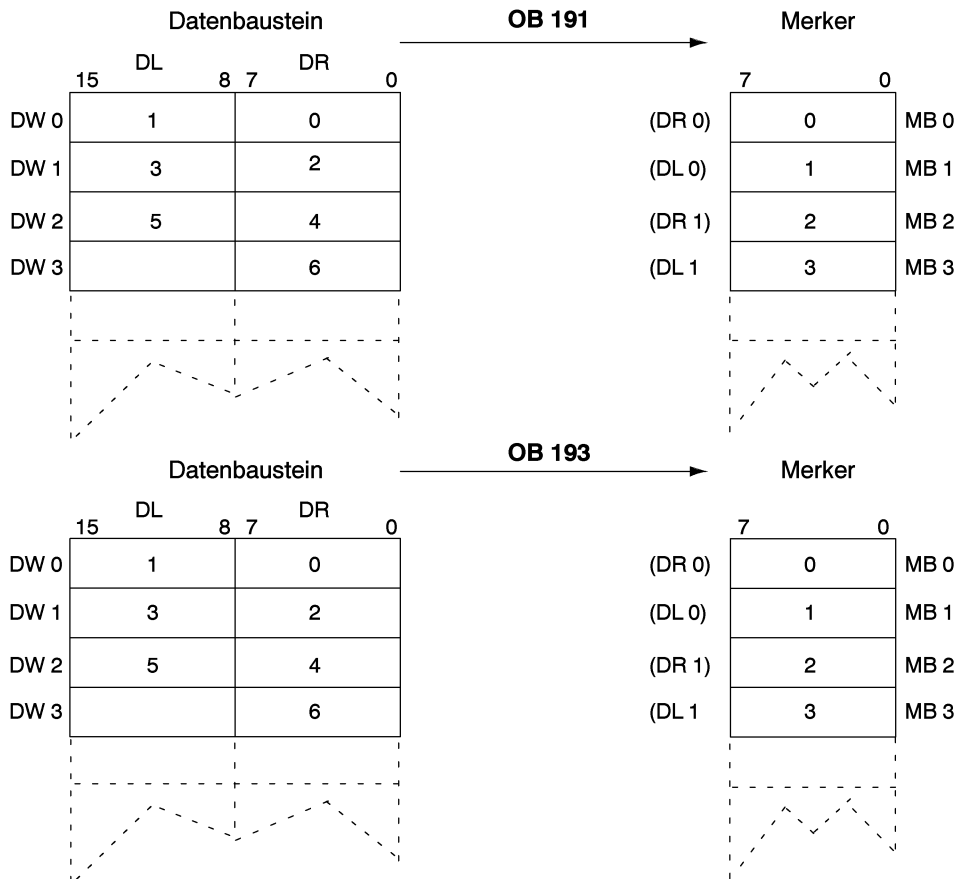 Datenbaustein OB 191 Merker
DL DR
15 8 7 0 7 0
DW 0 1 0 (DR 0) 0 MB 0
DW 1 3 2 (DL 0) 1 MB 1
DW 2 5 4 (DR 1) 2 MB 2
DW 3 6 (DL 1 3 MB 3
Datenbaustein OB 193 Merker
DL DR
15 8 7 0 7 0
DW 0 1 0 (DR 0) 0 MB 0
DW 1 3 2 (DL 0) 1 MB 1
DW 2 5 4 (DR 1) 2 MB 2
DW 3 6 (DL 1 3 MB 3